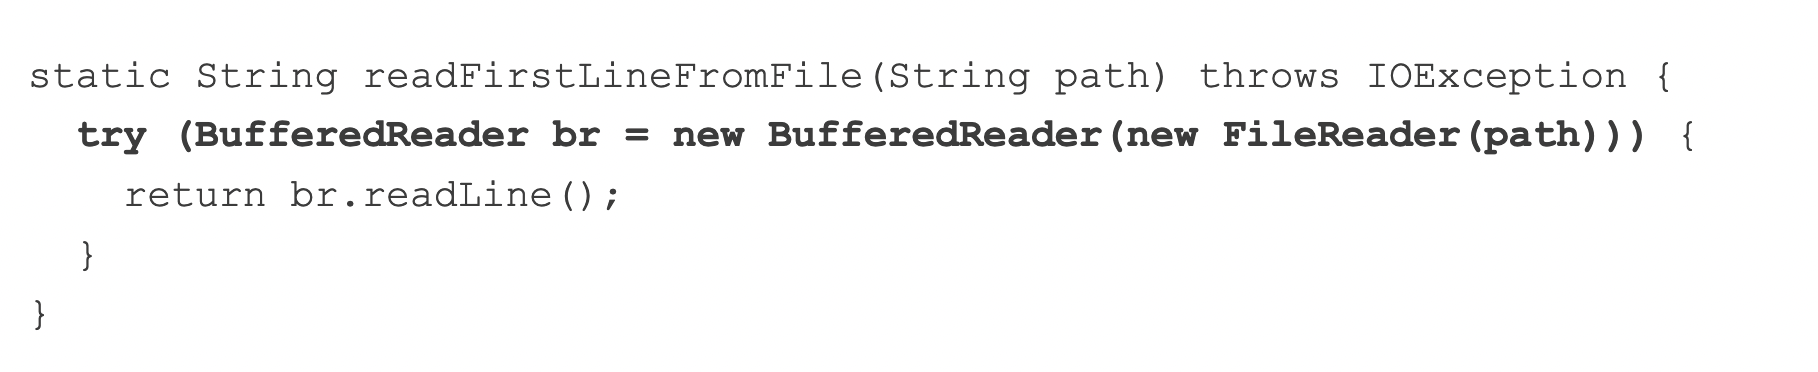 static String readFirstLineFromFile(String path) throws IOException {
  try (BufferedReader br = new BufferedReader(new FileReader(path))) {
    return br.readLine();
  }
}